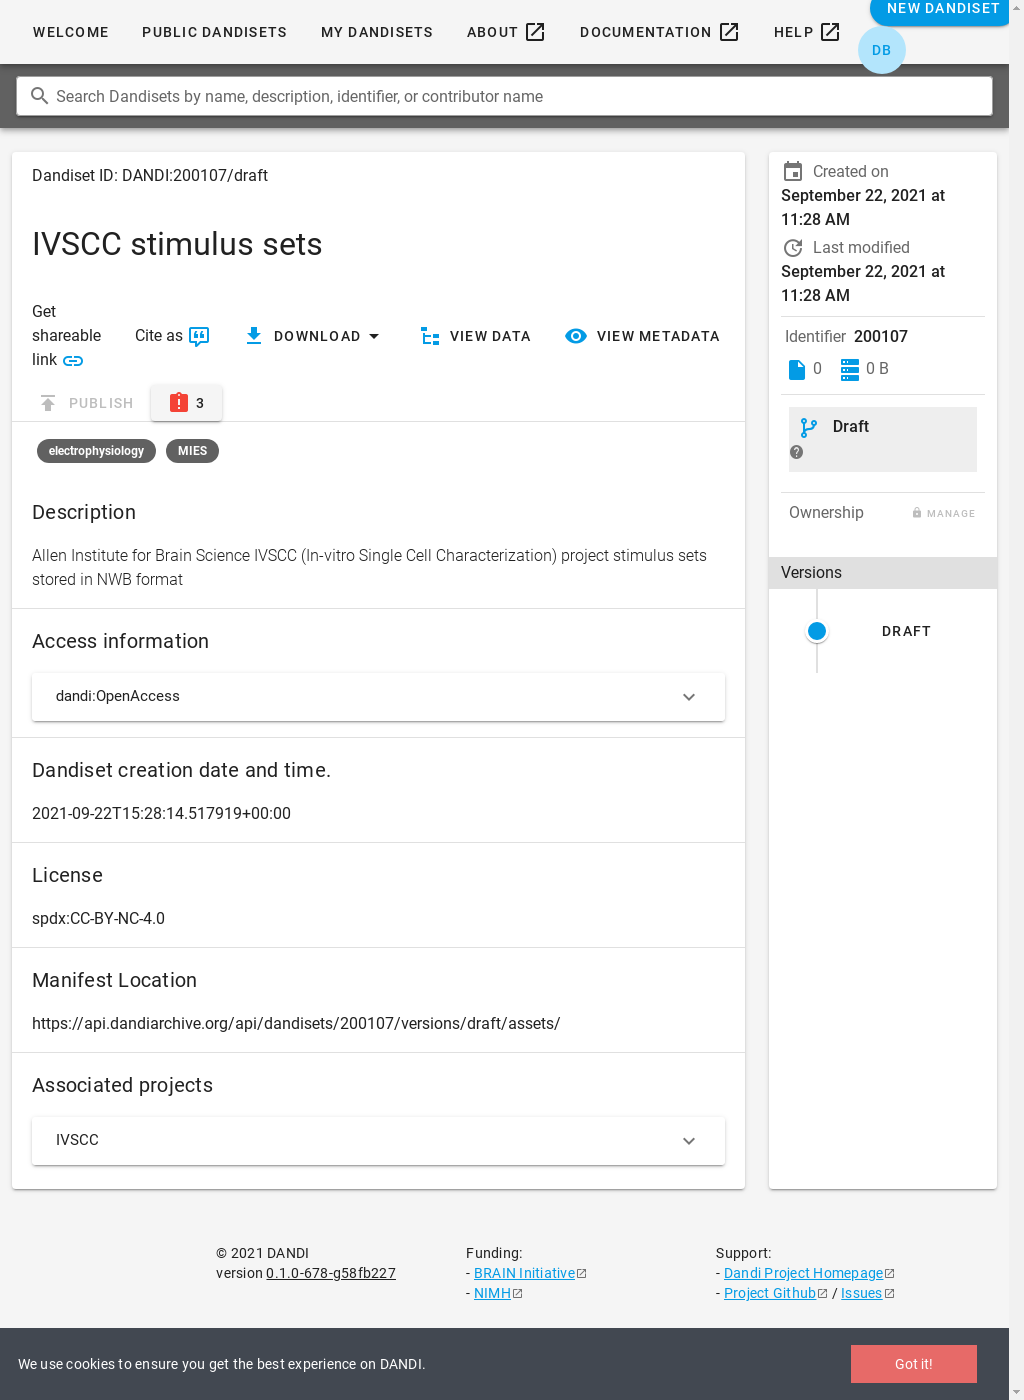 WELCOME PUBLIC DANDISETS MY DANDISETS ABOUT DOCUMENTATION HELP NEW DANDISET
DB
Search Dandisets by name, description, identifier, or contributor name
Dandiset ID: DANDI:200107/draft
IVSCC stimulus sets
Get
shareable
link
Cite as DOWNLOAD VIEW DATA VIEW METADATA
PUBLISH 3
electrophysiology MIES
Description
Allen Institute for Brain Science IVSCC (In-vitro Single Cell Characterization) project stimulus sets
stored in NWB format
Access information
dandi:OpenAccess
Dandiset creation date and time.
2021-09-22T15:28:14.517919+00:00
License
spdx:CC-BY-NC-4.0
Manifest Location
https://api.dandiarchive.org/api/dandisets/200107/versions/draft/assets/
Associated projects
IVSCC
Created on
September 22, 2021 at
11:28 AM
Last modified
September 22, 2021 at
11:28 AM
Identifier 200107
0 0 B
Draft
Ownership MANAGE
Versions
DRAFT
© 2021 DANDI
version 0.1.0-678-g58fb227
Funding:
- BRAIN Initiative
- NIMH
Support:
- Dandi Project Homepage
- Project Github / Issues
We use cookies to ensure you get the best experience on DANDI.
Got it!